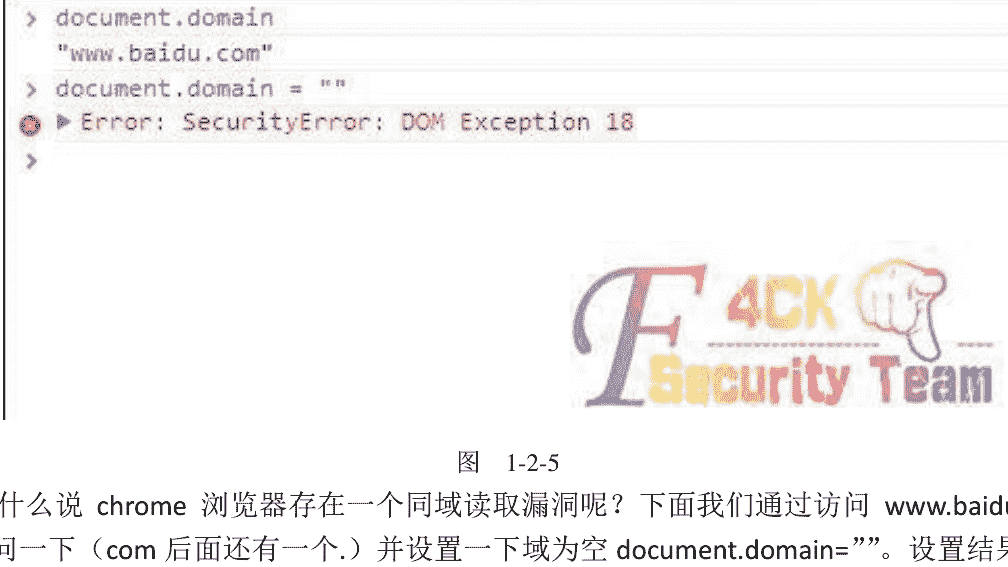 > document.domain
"www.baidu.com"
> document.domain = ""
Error: SecurityError: DOM Exception 18
>
F4CK
Security Team
图 1-2-5
什么说 chrome 浏览器存在一个同域读取漏洞呢？下面我们通过访问 www.baidu
问一下（com 后面还有一个.）并设置一下域为空 document.domain=””。设置结果